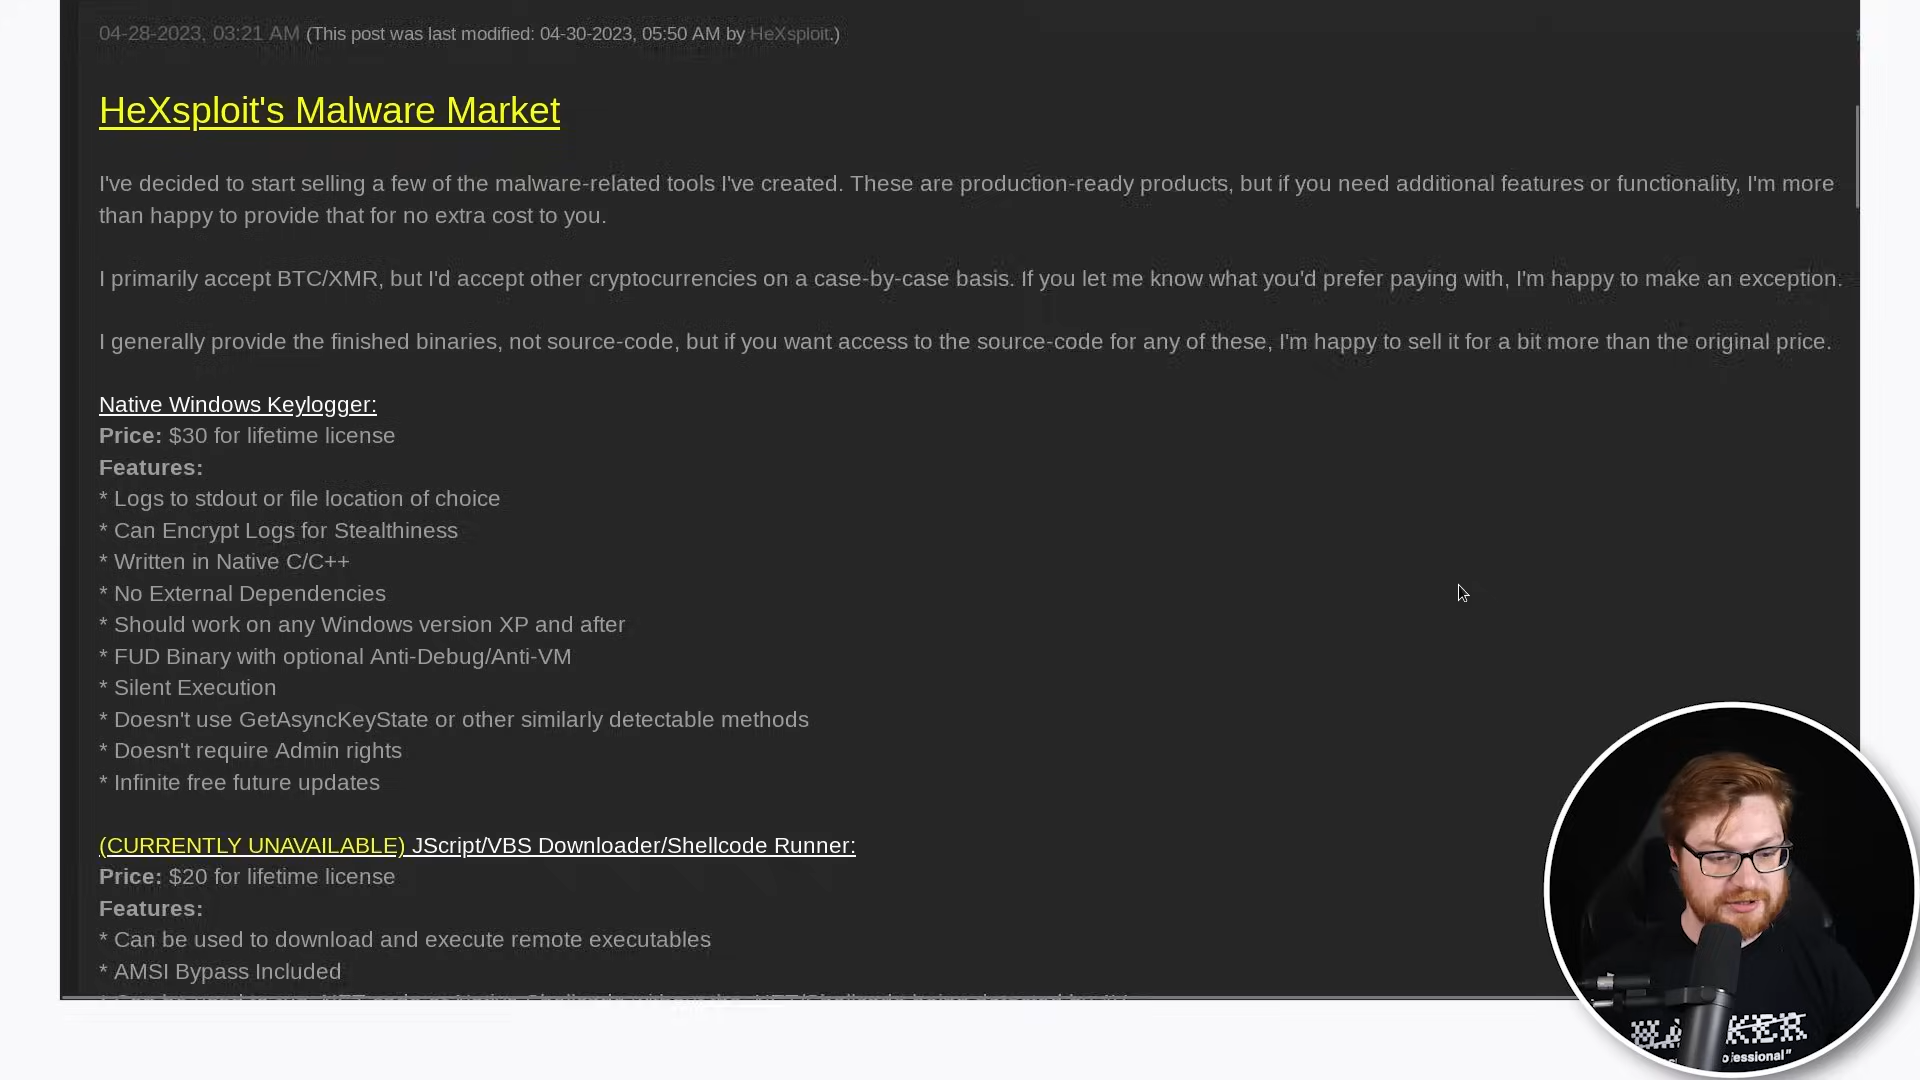 04-28-2023, 03:21 AM (This post was last modified: 04-30-2023, 05:50 AM by HeXsploit.)
HeXsploit's Malware Market
I've decided to start selling a few of the malware-related tools I've created. These are production-ready products, but if you need additional features or functionality, I'm more
than happy to provide that for no extra cost to you.
I primarily accept BTC/XMR, but I'd accept other cryptocurrencies on a case-by-case basis. If you let me know what you'd prefer paying with, I'm happy to make an exception.
I generally provide the finished binaries, not source-code, but if you want access to the source-code for any of these, I'm happy to sell it for a bit more than the original price.
Native Windows Keylogger:
Price: $30 for lifetime license
Features:
* Logs to stdout or file location of choice
* Can Encrypt Logs for Stealthiness
* Written in Native C/C++
* No External Dependencies
* Should work on any Windows version XP and after
* FUD Binary with optional Anti-Debug/Anti-VM
* Silent Execution
* Doesn't use GetAsyncKeyState or other similarly detectable methods
* Doesn't require Admin rights
* Infinite free future updates
(CURRENTLY UNAVAILABLE) JScript/VBS Downloader/Shellcode Runner:
Price: $20 for lifetime license
Features:
* Can be used to download and execute remote executables
* AMSI Bypass Included